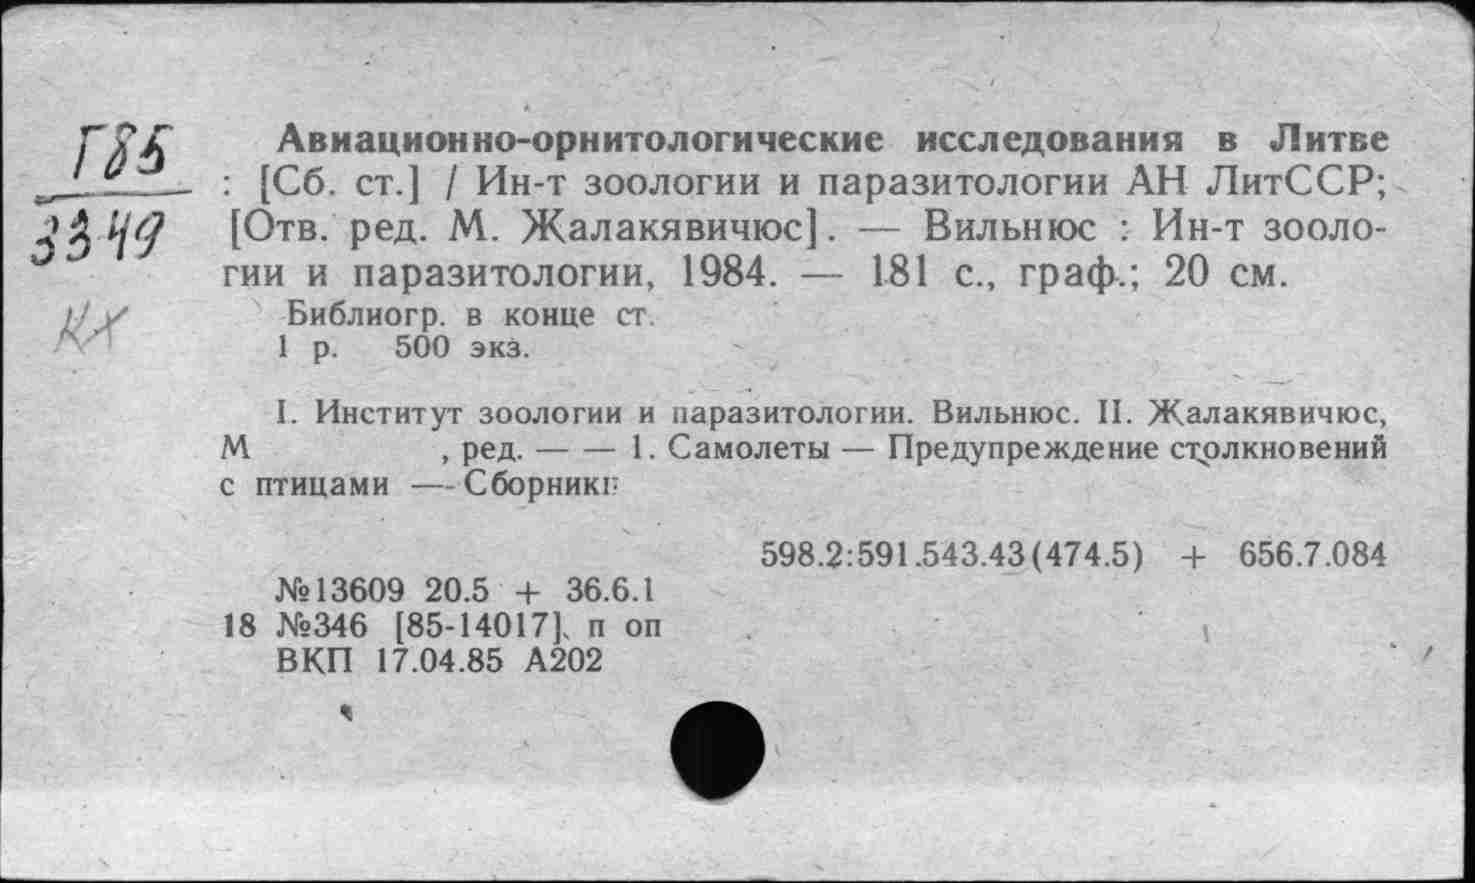 Г85
3349
КХ
Авиационно-орнитологические исследования в Литве
: [Сб. ст.] / Ин-т зоологии и паразитологии АН ЛитССР;
[Отв. ред. М. Жалакявичюс]. — Вильнюс : Ин-т зооло-
гии и паразитологии, 1984. — 181 с., граф.; 20 см.
Библиогр. в конце ст.
1 р. 500 экз.
I. Институт зоологии и паразитологии. Вильнюс. II. Жалакявичюс,
М , ред. — — 1. Самолеты — Предупреждение столкновений
с птицами — Сборники
598.2:591.543.43(474.5) + 656.7.084
№13609 20.5 + 36.6.1
18 №346 [85-14017], п оп
ВКП 17.04.85 А202